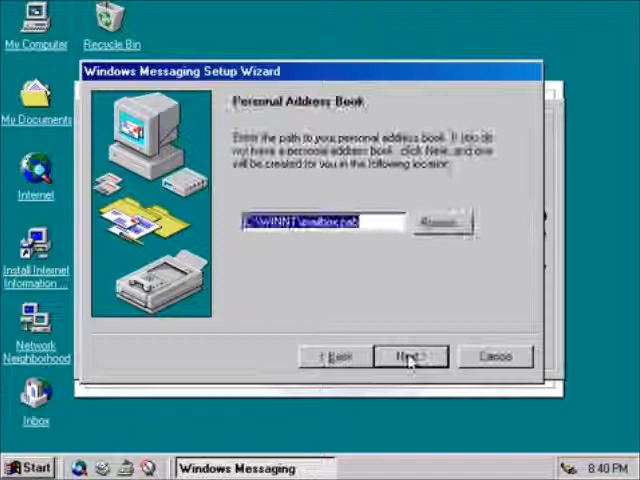 My Computer
Recycle Bin
Windows Messaging Setup Wizard
Personal Address Book
Enter the path to your personal address book. If you do
not have a personal address book, click Next, and one
will be created for you in the following location.
My Documents
Internet
C:\WINNT\mailbox.pab
Browse...
Install Internet
Information ...
Network
Neighborhood
< Back
Next >
Cancel
Inbox
Start
Windows Messaging
8:40 PM